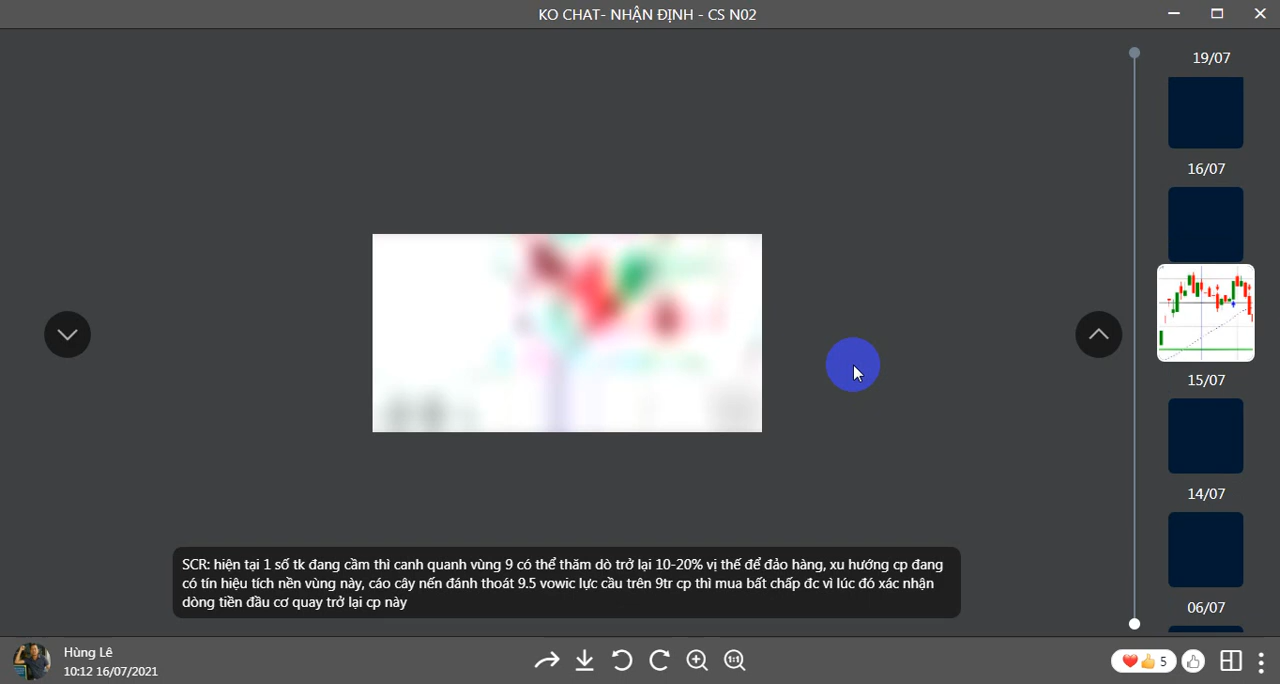 KO CHAT- NHẬN ĐỊNH - CS N02
19/07
16/07
15/07
14/07
06/07
SCR: hiện tại 1 số tk đang cầm thì canh quanh vùng 9 có thể thăm dò trở lại 10-20% vị thế để đảo hàng, xu hướng cp đang
có tín hiệu tích nền vùng này, cáo cây nến đánh thoát 9.5 vowic lực cầu trên 9tr cp thì mua bất chấp đc vì lúc đó xác nhận
dòng tiền đầu cơ quay trở lại cp này
Hùng Lê
10:12 16/07/2021
1:1
5